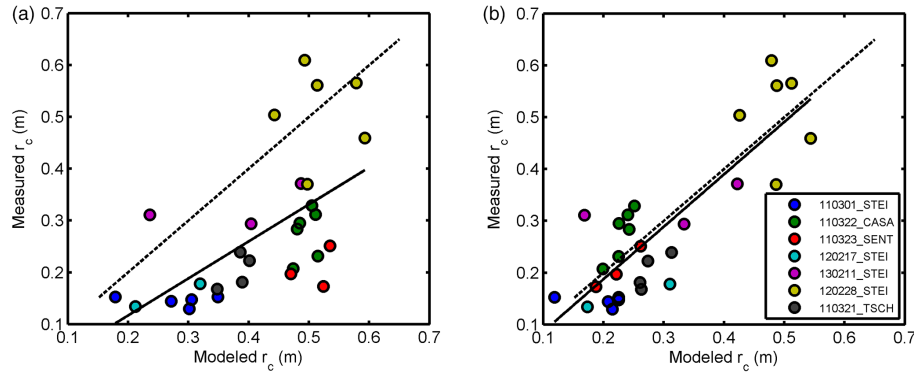 (a)
0.7
0.6
0.5
0.4
0.3
0.2
0.1
Measured r_c (m)
0.1 0.2 0.3 0.4 0.5 0.6 0.7
Modeled r_c (m)
(b)
0.7
0.6
0.5
0.4
0.3
0.2
0.1
Measured r_c (m)
0.1 0.2 0.3 0.4 0.5 0.6 0.7
Modeled r_c (m)
110301_STEI
110322_CASA
110323_SENT
120217_STEI
130211_STEI
120228_STEI
110321_TSCH